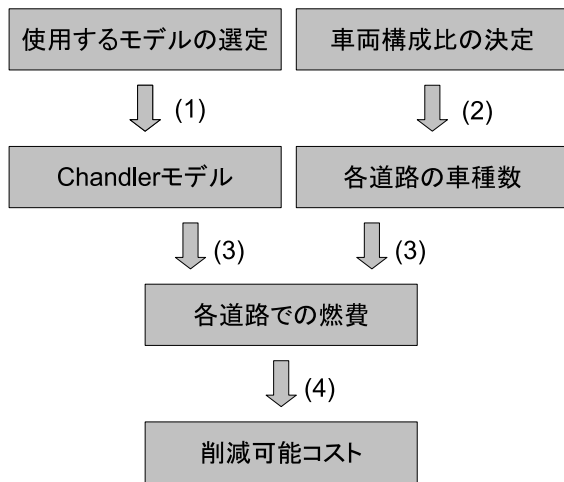 使用するモデルの選定
車両構成比の決定
(1)
(2)
Chandlerモデル
各道路の車種数
(3)
(3)
各道路での燃費
(4)
削減可能コスト